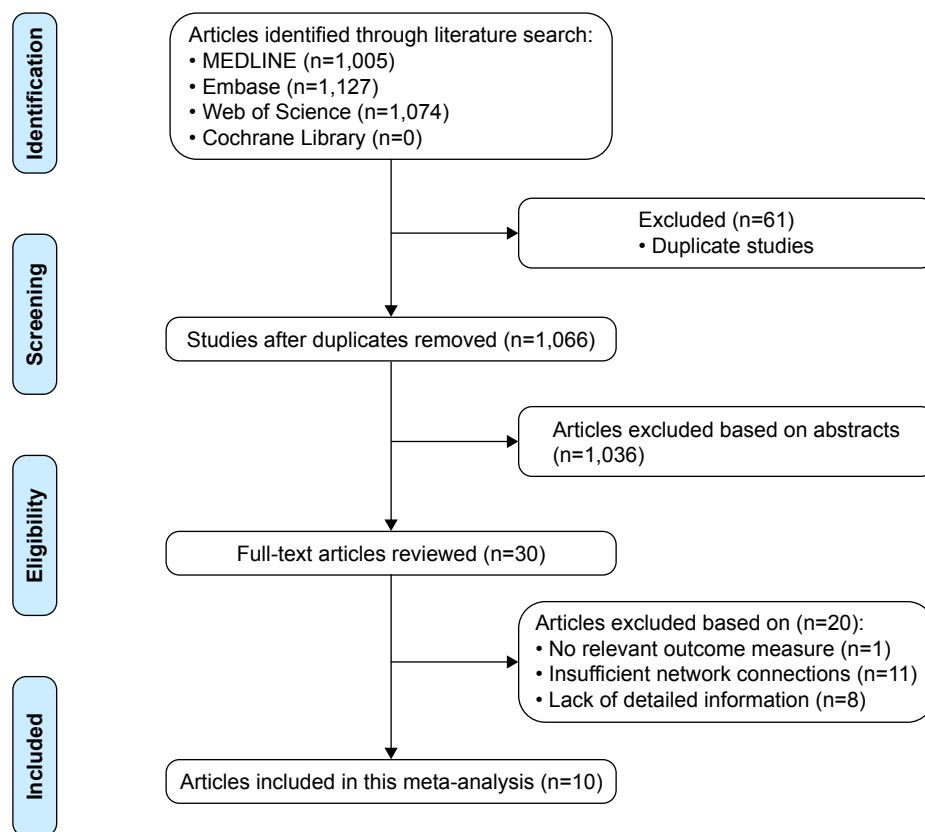 Identification
Articles identified through literature search:
• MEDLINE (n=1,005)
• Embase (n=1,127)
• Web of Science (n=1,074)
• Cochrane Library (n=0)
Excluded (n=61)
• Duplicate studies
Screening
Studies after duplicates removed (n=1,066)
Articles excluded based on abstracts
(n=1,036)
Eligibility
Full-text articles reviewed (n=30)
Articles excluded based on (n=20):
• No relevant outcome measure (n=1)
• Insufficient network connections (n=11)
• Lack of detailed information (n=8)
Included
Articles included in this meta-analysis (n=10)